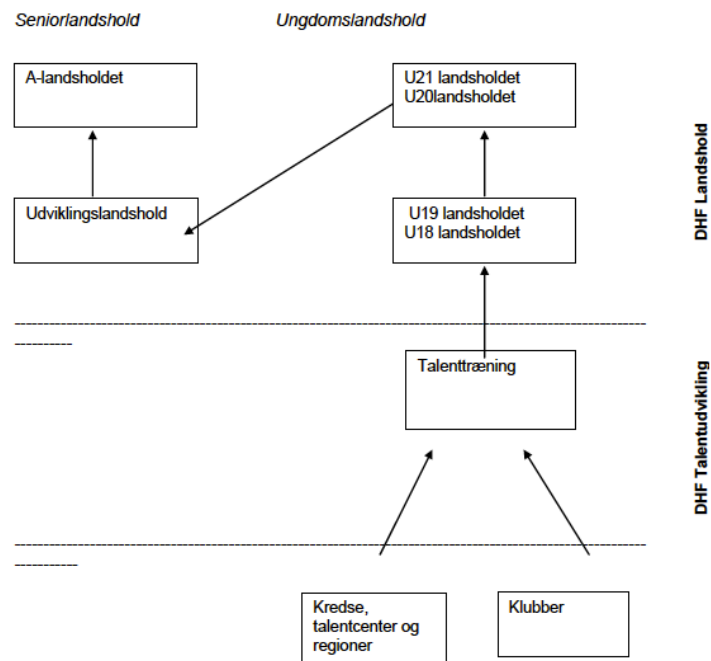 Seniorlandshold
Ungdomslandshold
A-landsholdet
U21 landsholdet
U20landsholdet
DHF Landshold
Udviklingslandshold
U19 landsholdet
U18 landsholdet
Talenttræning
DHF Talentudvikling
Kredse,
talentcenter og
regioner
Klubber